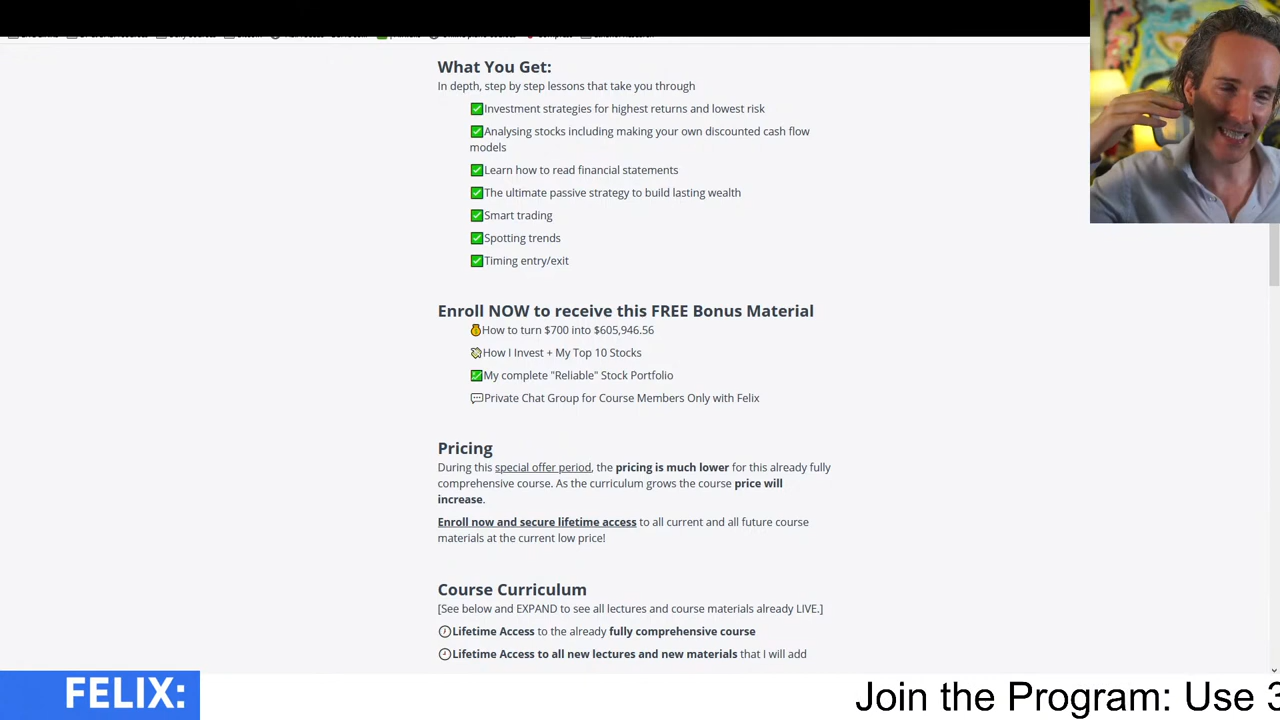 What You Get:
In depth, step by step lessons that take you through
✅Investment strategies for highest returns and lowest risk
✅Analysing stocks including making your own discounted cash flow
models
✅Learn how to read financial statements
✅The ultimate passive strategy to build lasting wealth
✅Smart trading
✅Spotting trends
✅Timing entry/exit
Enroll NOW to receive this FREE Bonus Material
💰How to turn $700 into $605,946.56
How I Invest + My Top 10 Stocks
My complete "Reliable" Stock Portfolio
💬Private Chat Group for Course Members Only with Felix
Pricing
During this special offer period, the pricing is much lower for this already fully
comprehensive course. As the curriculum grows the course price will
increase.
Enroll now and secure lifetime access to all current and all future course
materials at the current low price!
Course Curriculum
[See below and EXPAND to see all lectures and course materials already LIVE.]
Lifetime Access to the already fully comprehensive course
Lifetime Access to all new lectures and new materials that I will add
FELIX:
Join the Program: Use 3